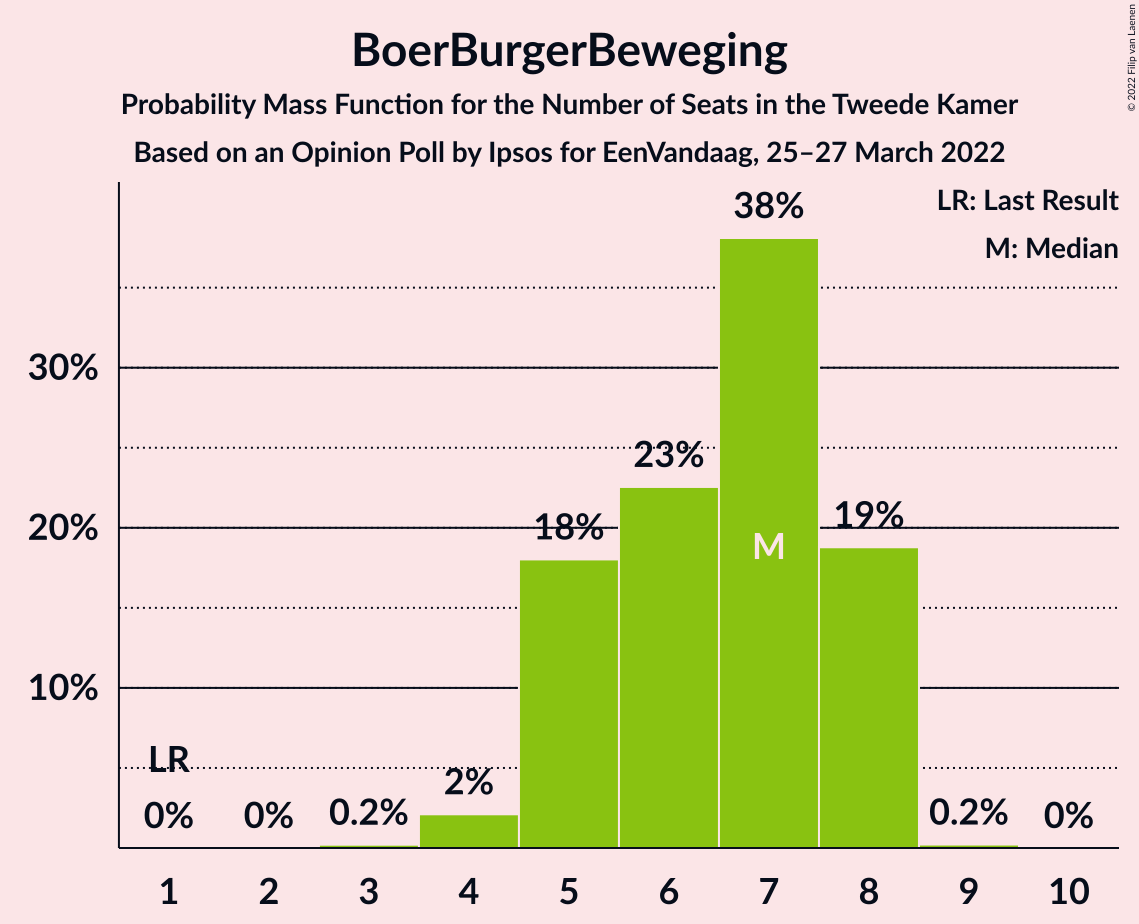 BoerBurgerBeweging
Probability Mass Function for the Number of Seats in the Tweede Kamer
Based on an Opinion Poll by Ipsos for EenVandaag, 25–27 March 2022
© 2022 Filip van Laenen
LR: Last Result
M: Median
38%
30%
23%
20%
18%
19%
M
10%
LR
0%
0%
0.2%
2%
0.2%
0%
1 2 3 4 5 6 7 8 9 10